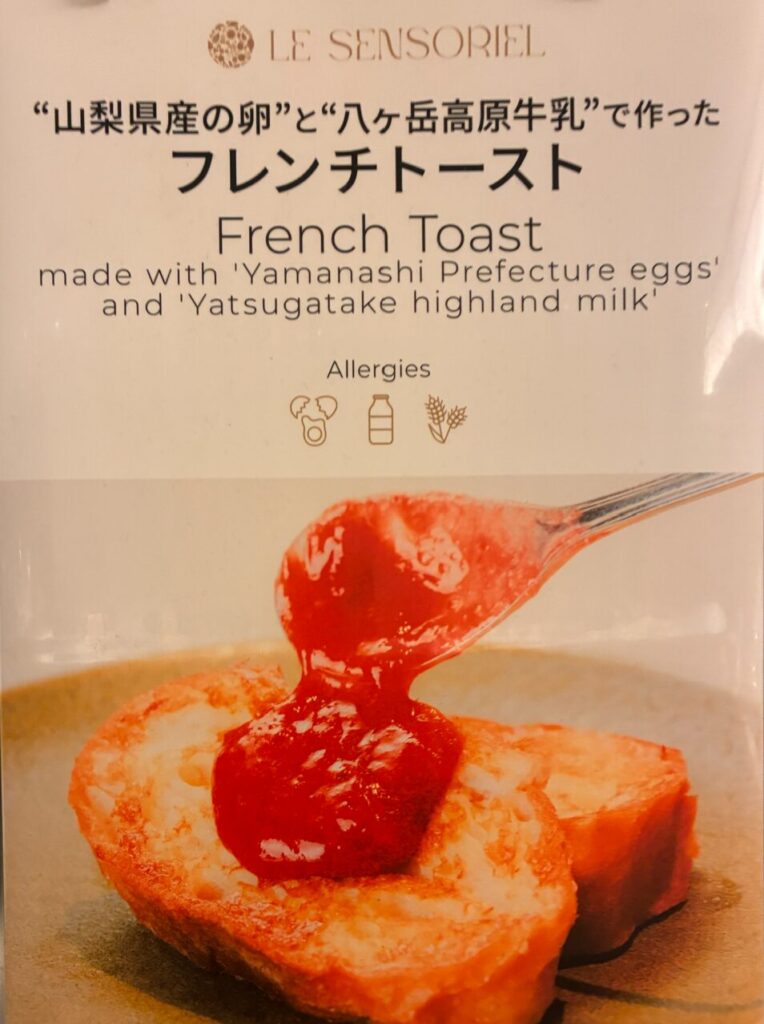 LE SENSORIEL
“山梨県産の卵”と“八ヶ岳高原牛乳”で作った
フレンチトースト
French Toast
made with 'Yamanashi Prefecture eggs'
and 'Yatsugatake highland milk'
Allergies